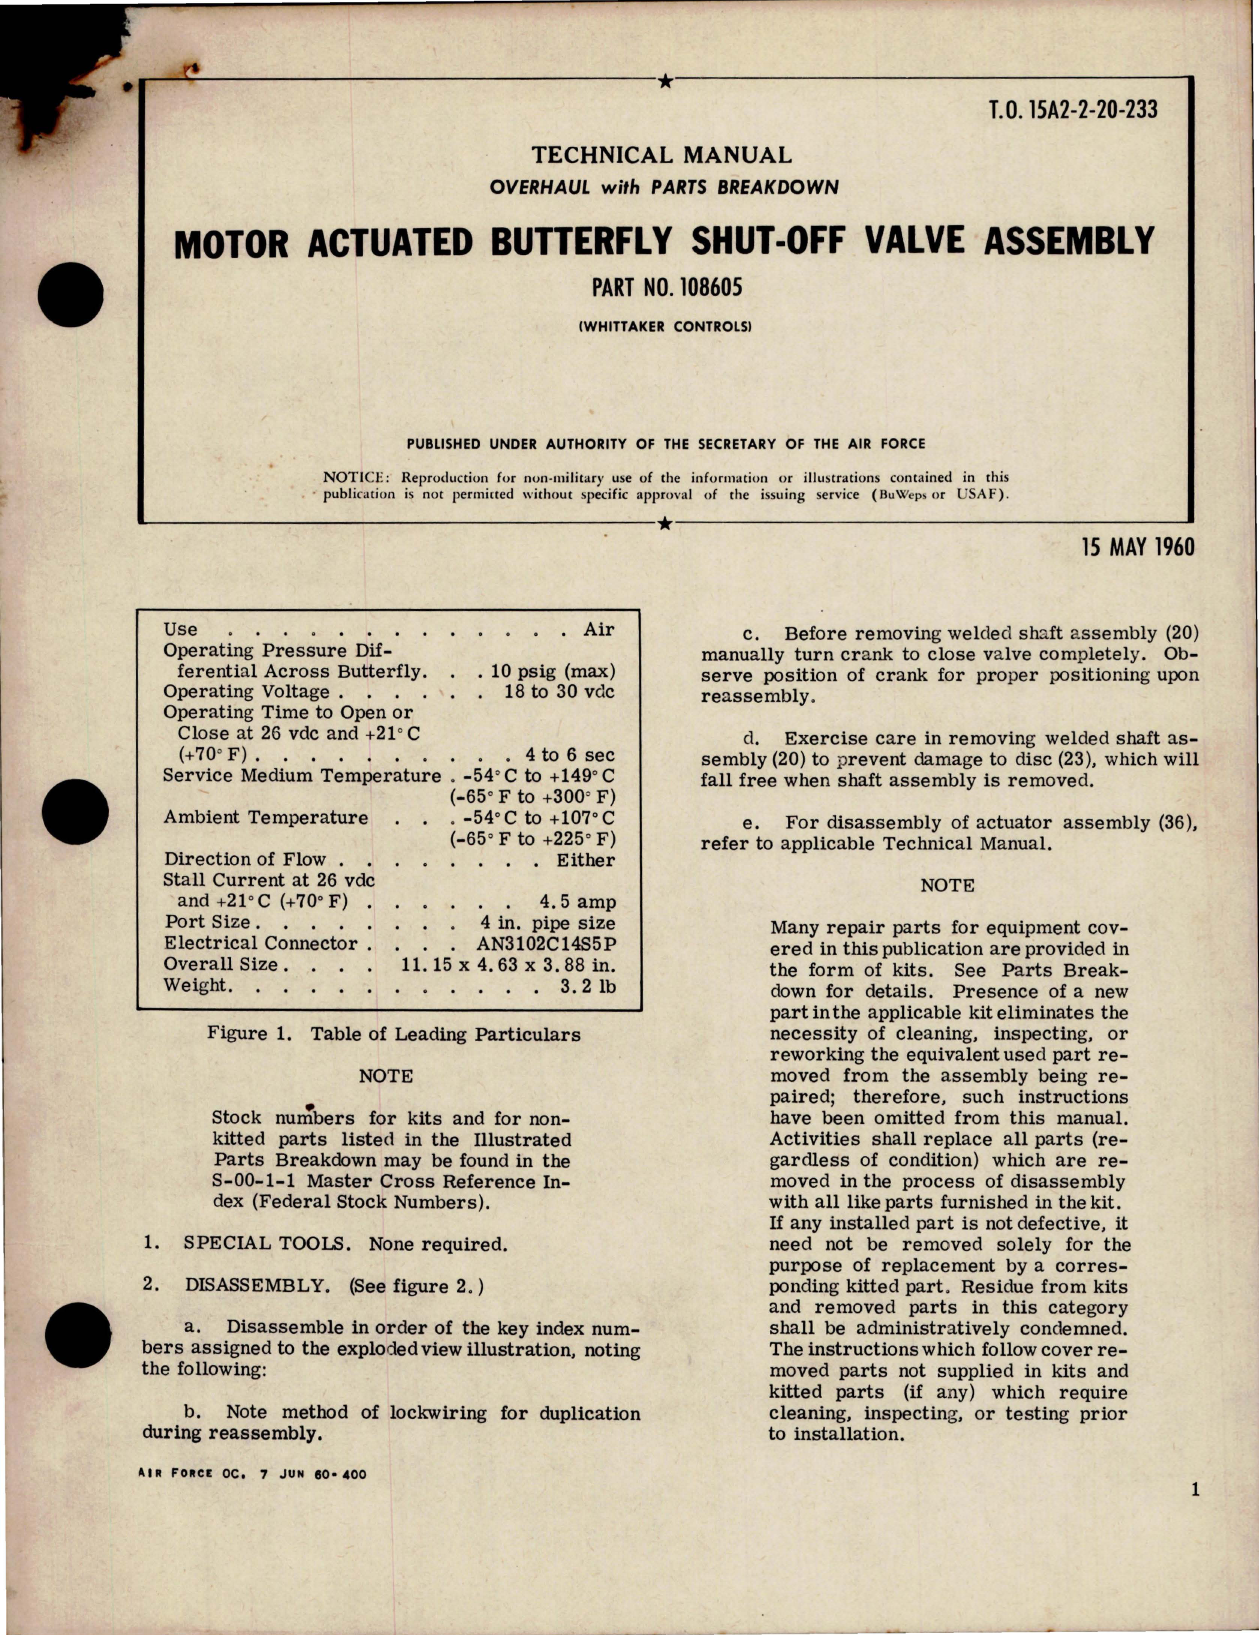 T.O. 15A2-2-20-233
TECHNICAL MANUAL
OVERHAUL with PARTS BREAKDOWN
MOTOR ACTUATED BUTTERFLY SHUT-OFF VALVE ASSEMBLY
PART NO. 108605
(WHITTAKER CONTROLS)
PUBLISHED UNDER AUTHORITY OF THE SECRETARY OF THE AIR FORCE
NOTICE: Reproduction for non-military use of the information or illustrations contained in this
publication is not permitted without specific approval of the issuing service (BuWeps or USAF).
15 MAY 1960
Use . . . . . . . . . . . . . Air
Operating Pressure Dif-
ferential Across Butterfly. . . 10 psig (max)
Operating Voltage . . . . . . 18 to 30 vdc
Operating Time to Open or
Close at 26 vdc and +21°C
(+70°F) . . . . . . . . . . 4 to 6 sec
Service Medium Temperature . -54°C to +149°C
(-65°F to +300°F)
Ambient Temperature . . . -54°C to +107°C
(-65°F to +225°F)
Direction of Flow . . . . . . . . Either
Stall Current at 26 vdc
and +21°C (+70°F) . . . . . . 4.5 amp
Port Size . . . . . . . . 4 in. pipe size
Electrical Connector . . . . AN3102C14S5P
Overall Size . . . . 11.15 x 4.63 x 3.88 in.
Weight. . . . . . . . . . . . 3.2 lb
Figure 1. Table of Leading Particulars
NOTE
Stock numbers for kits and for non-
kitted parts listed in the Illustrated
Parts Breakdown may be found in the
S-00-1-1 Master Cross Reference In-
dex (Federal Stock Numbers).
1. SPECIAL TOOLS. None required.
2. DISASSEMBLY. (See figure 2.)
a. Disassemble in order of the key index num-
bers assigned to the exploded view illustration, noting
the following:
b. Note method of lockwiring for duplication
during reassembly.
c. Before removing welded shaft assembly (20)
manually turn crank to close valve completely. Ob-
serve position of crank for proper positioning upon
reassembly.
d. Exercise care in removing welded shaft as-
sembly (20) to prevent damage to disc (23), which will
fall free when shaft assembly is removed.
e. For disassembly of actuator assembly (36),
refer to applicable Technical Manual.
NOTE
Many repair parts for equipment cov-
ered in this publication are provided in
the form of kits. See Parts Break-
down for details. Presence of a new
part in the applicable kit eliminates the
necessity of cleaning, inspecting, or
reworking the equivalent used part re-
moved from the assembly being re-
paired; therefore, such instructions
have been omitted from this manual.
Activities shall replace all parts (re-
gardless of condition) which are re-
moved in the process of disassembly
with all like parts furnished in the kit.
If any installed part is not defective, it
need not be removed solely for the
purpose of replacement by a corres-
ponding kitted part. Residue from kits
and removed parts in this category
shall be administratively condemned.
The instructions which follow cover re-
moved parts not supplied in kits and
kitted parts (if any) which require
cleaning, inspecting, or testing prior
to installation.
AIR FORCE OC, 7 JUN 60-400
1